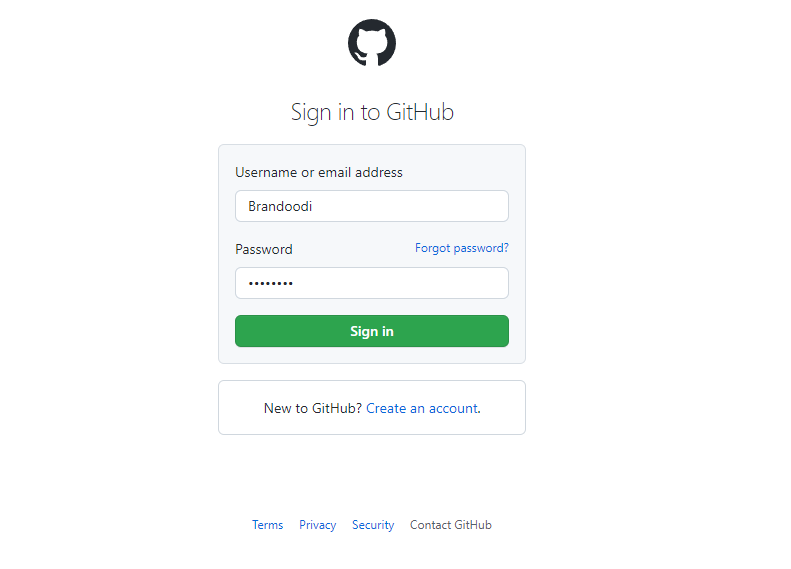 Sign in to GitHub
Username or email address
Brandoodi
Password Forgot password?
••••••••
Sign in
New to GitHub? Create an account.
Terms Privacy Security Contact GitHub